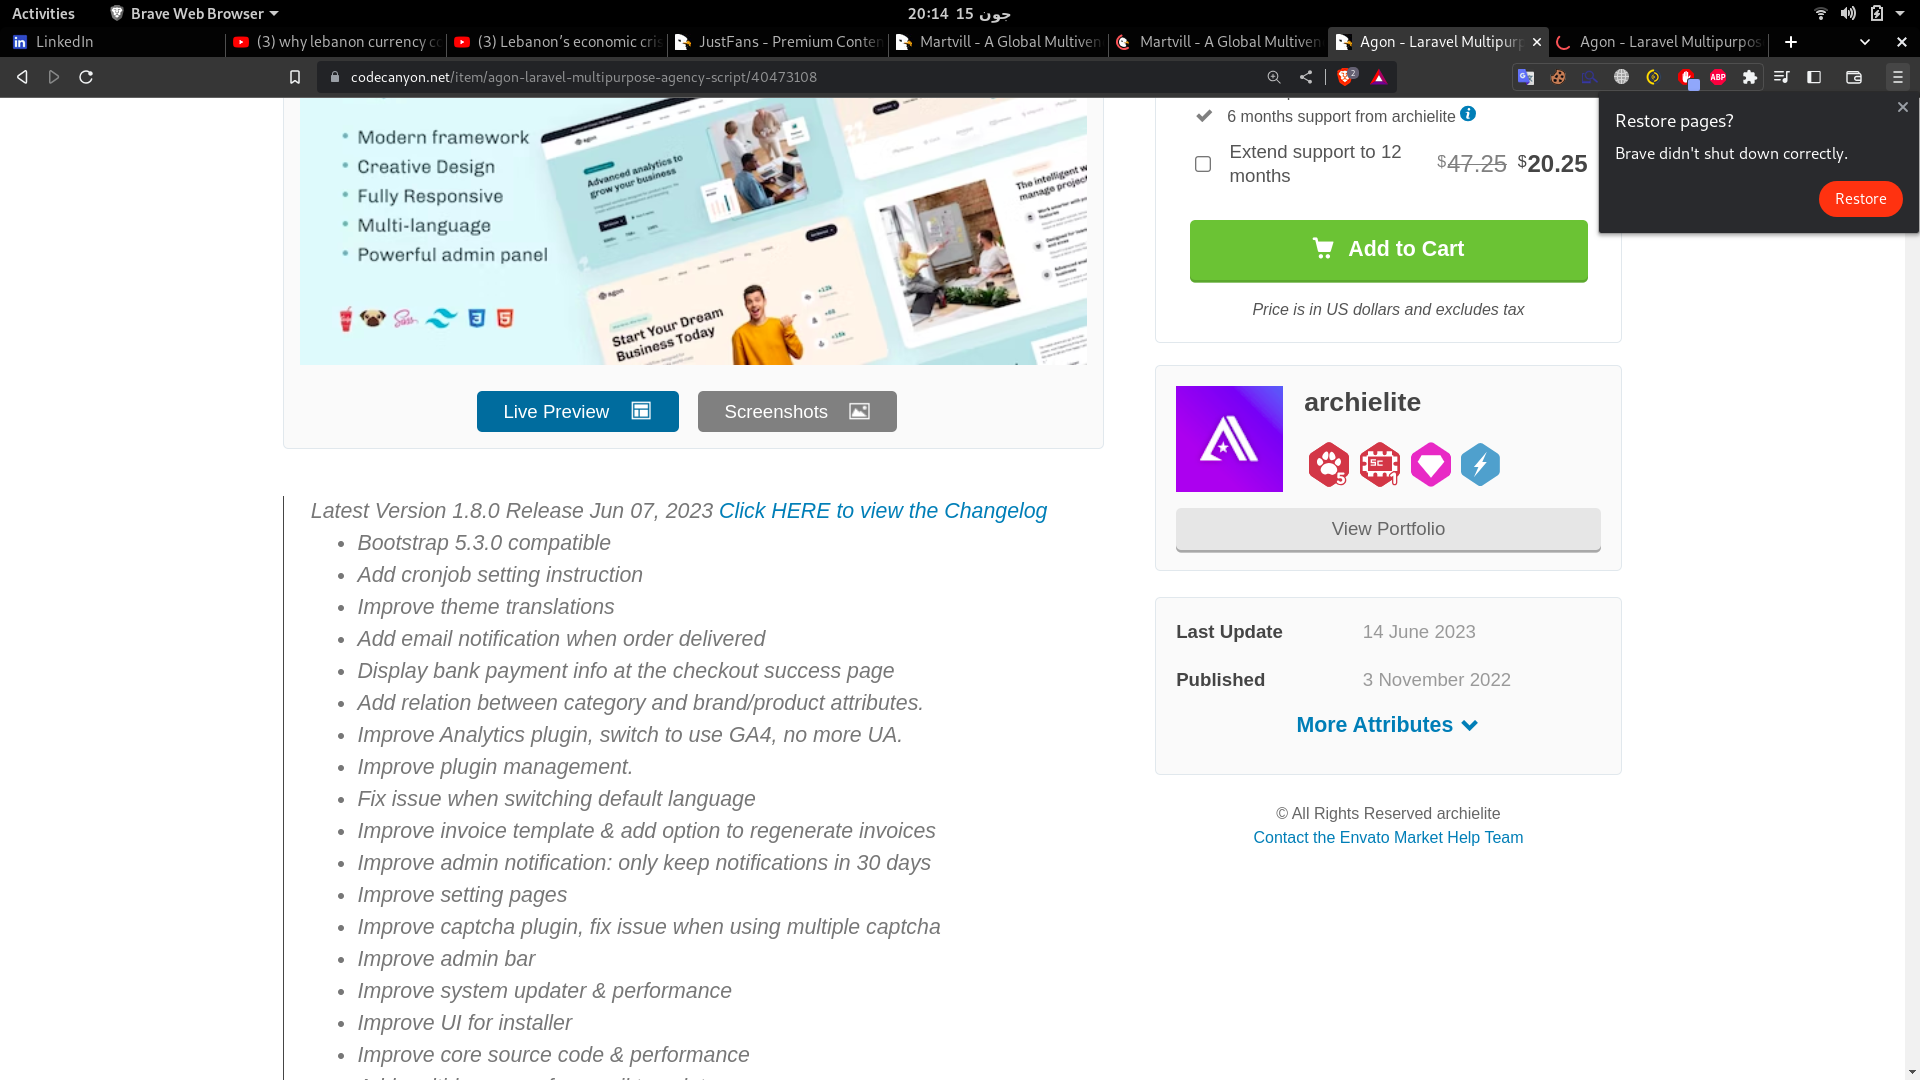 Activities
Brave Web Browser
20:14 15 جون
LinkedIn
(3) why lebanon currency co
(3) Lebanon's economic cris
JustFans - Premium Conten
Martvill - A Global Multiven
Martvill - A Global Multiven
Agon - Laravel Multipurp
Agon - Laravel Multipurpos
codecanyon.net/item/agon-laravel-multipurpose-agency-script/40473108
2
ABP
Restore pages?
Brave didn't shut down correctly.
Restore
• Modern framework
• Creative Design
• Fully Responsive
• Multi-language
• Powerful admin panel
Advanced analytics to
grow your business
The intelligent w
manage projec
agon
Start Your Dream
Business Today
Live Preview
Screenshots
6 months support from archielite
Extend support to 12
months
$47.25 $20.25
Add to Cart
Price is in US dollars and excludes tax
archielite
5
Sc
1
View Portfolio
Last Update 14 June 2023
Published 3 November 2022
More Attributes
© All Rights Reserved archielite
Contact the Envato Market Help Team
Latest Version 1.8.0 Release Jun 07, 2023 Click HERE to view the Changelog
• Bootstrap 5.3.0 compatible
• Add cronjob setting instruction
• Improve theme translations
• Add email notification when order delivered
• Display bank payment info at the checkout success page
• Add relation between category and brand/product attributes.
• Improve Analytics plugin, switch to use GA4, no more UA.
• Improve plugin management.
• Fix issue when switching default language
• Improve invoice template & add option to regenerate invoices
• Improve admin notification: only keep notifications in 30 days
• Improve setting pages
• Improve captcha plugin, fix issue when using multiple captcha
• Improve admin bar
• Improve system updater & performance
• Improve UI for installer
• Improve core source code & performance